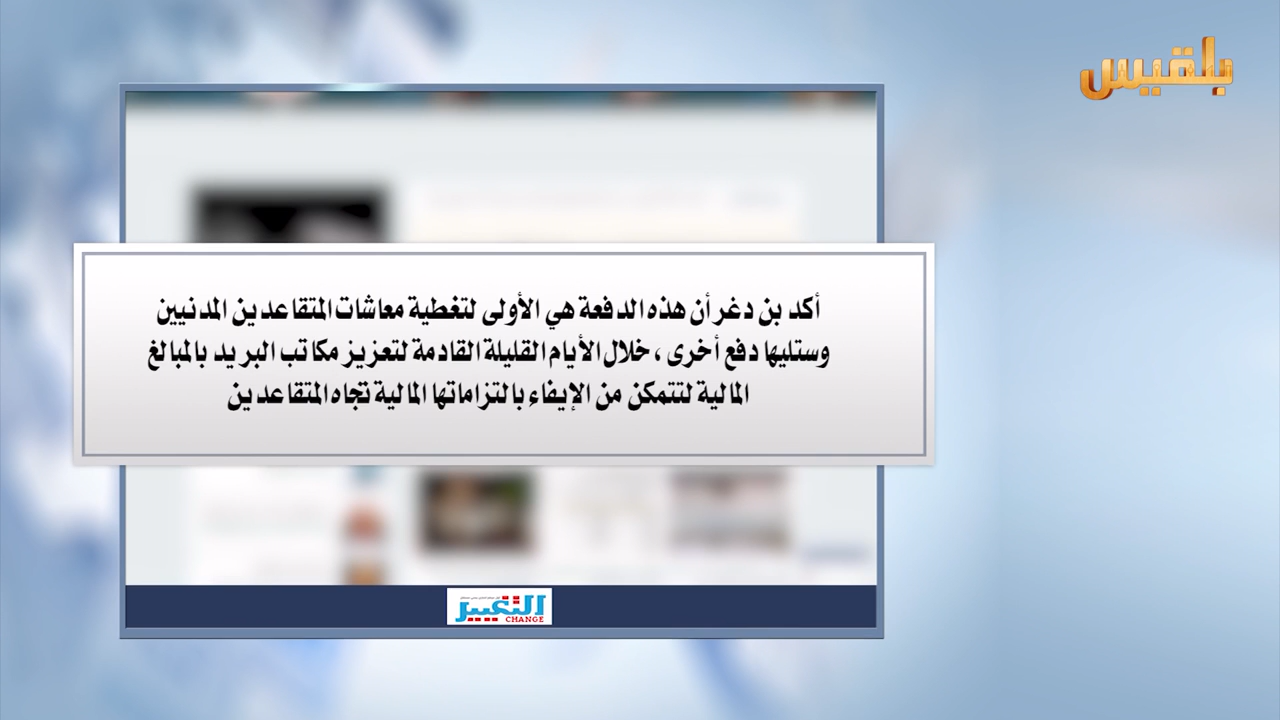 بلقيس
أكد بن دغر أن هذه الدفعة هي الأولى لتغطية معاشات المتقاعدين المدنيين
وستليها دفع أخرى ، خلال الأيام القليلة القادمة لتعزيز مكاتب البريد بالمبالغ
المالية لتتمكن من الإيفاء بالتزاماتها المالية تجاه المتقاعدين
التغيير
CHANGE